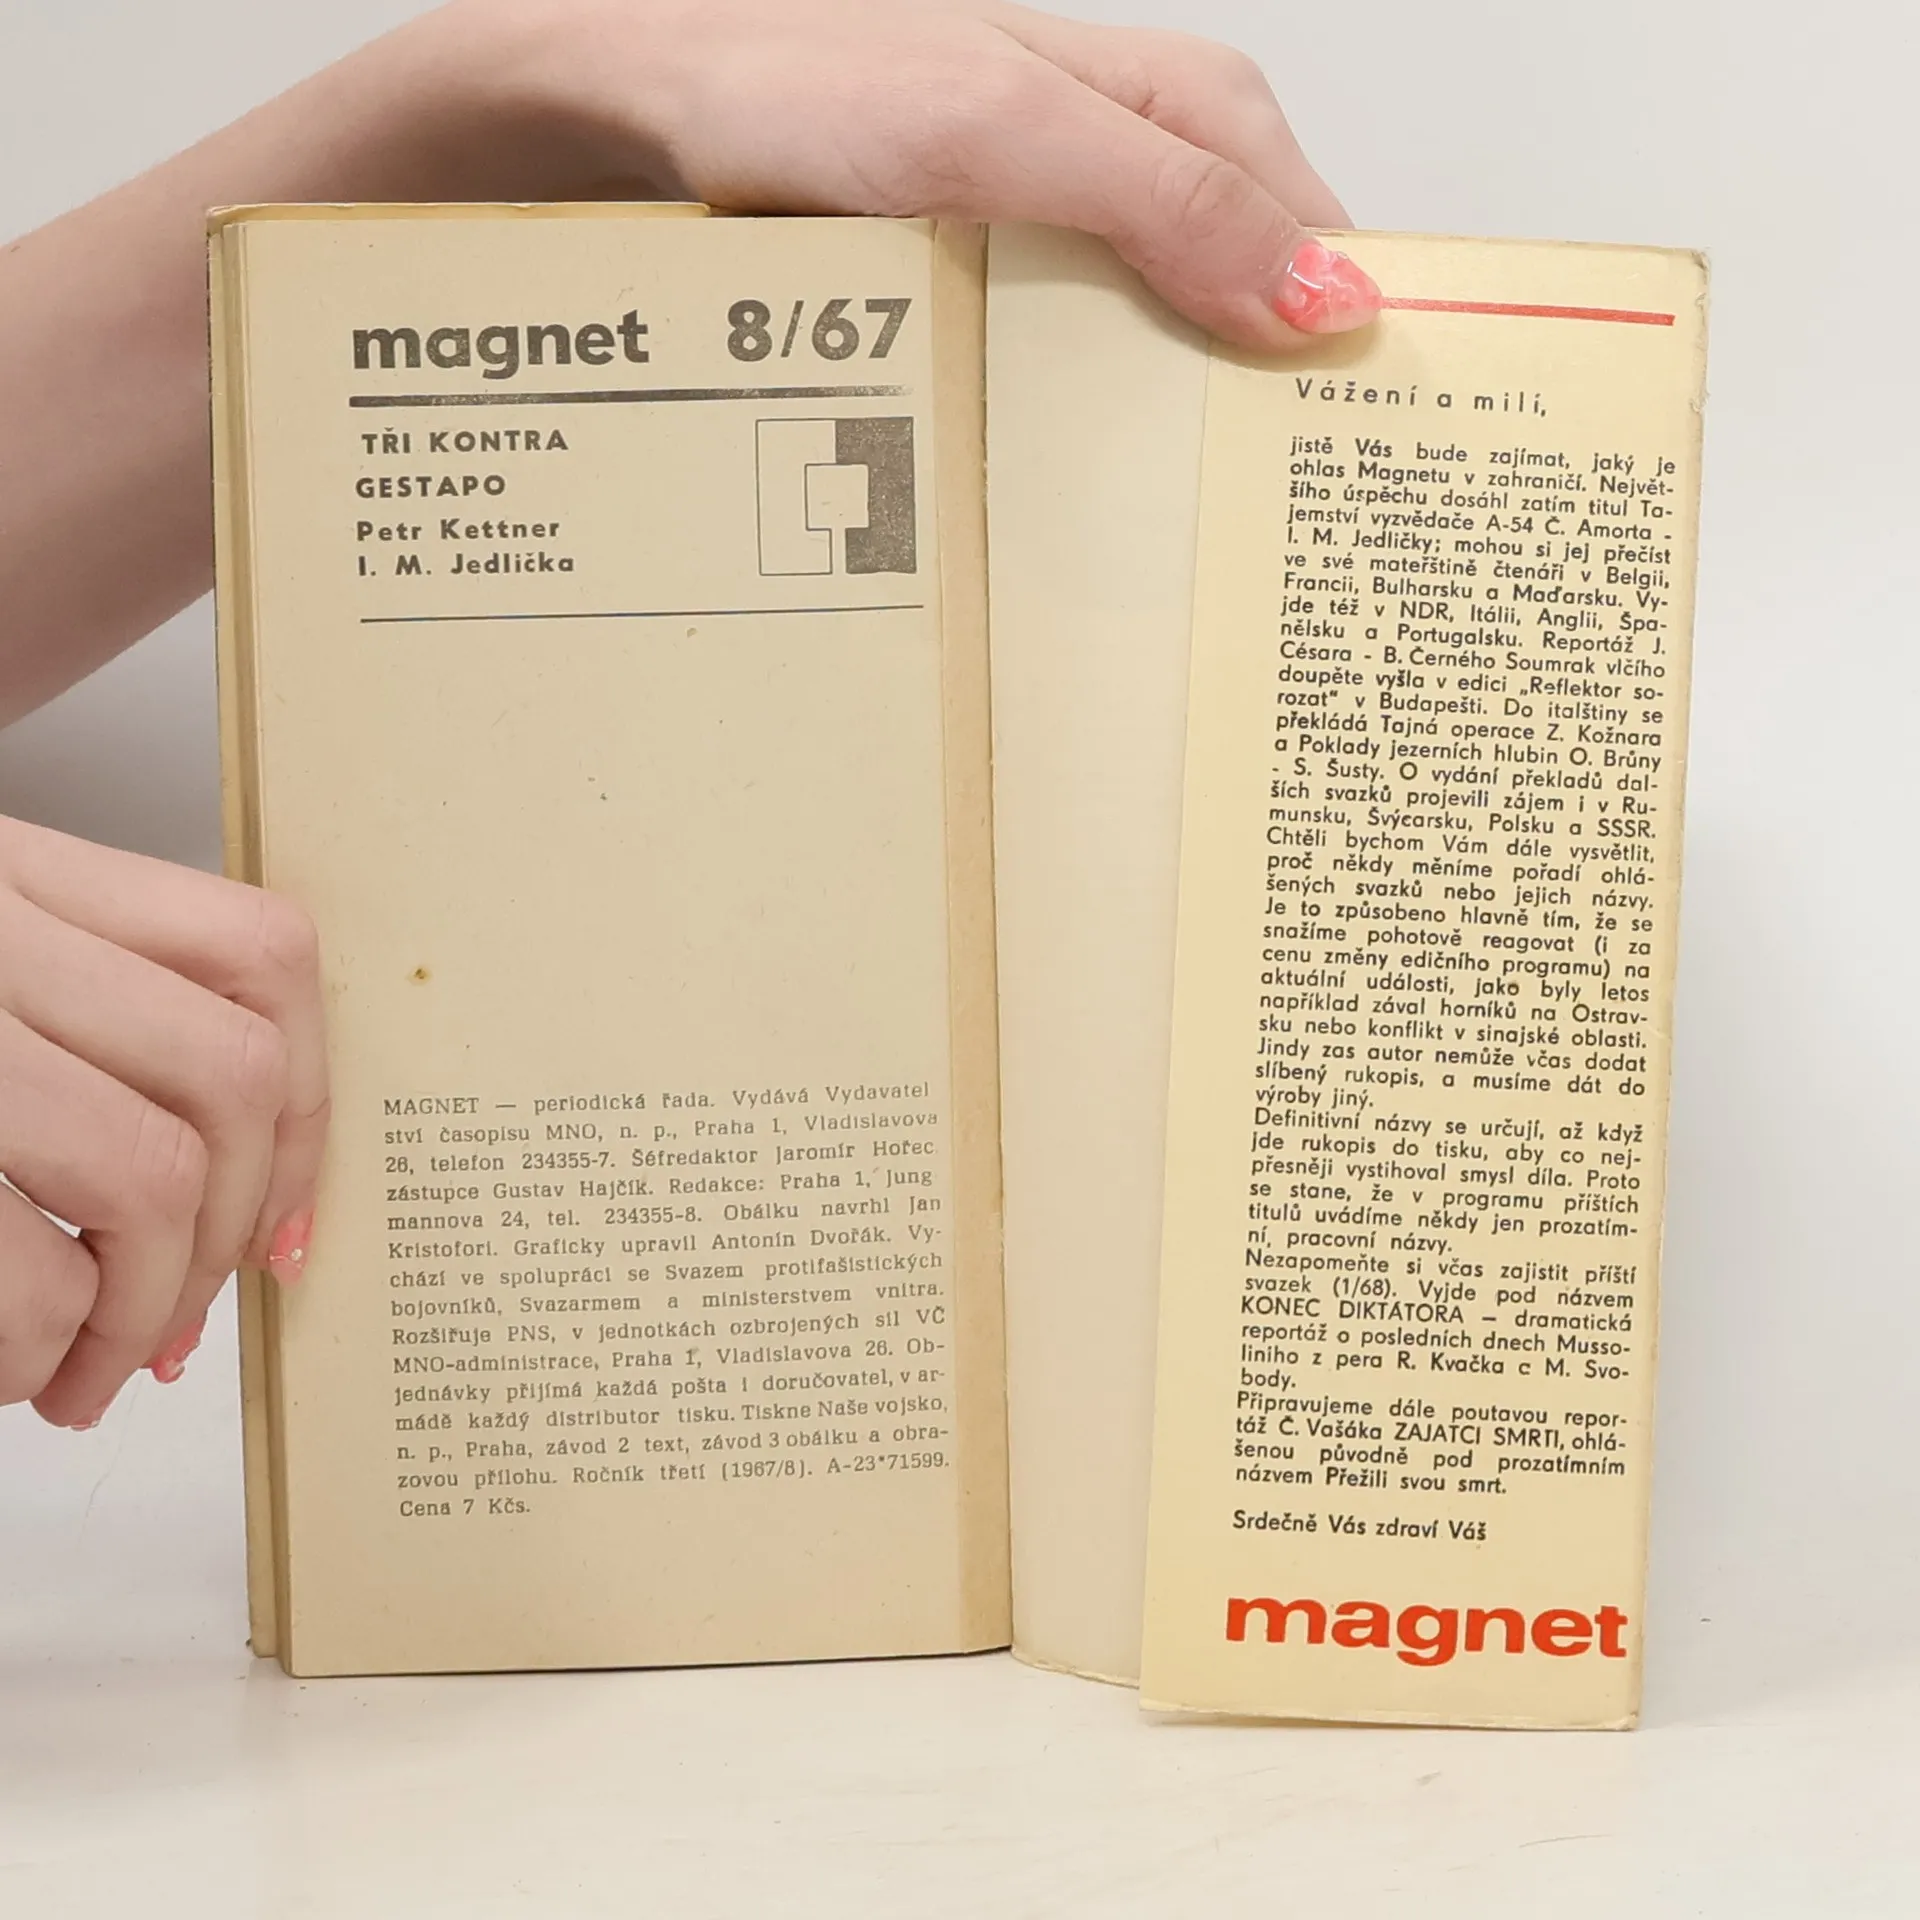 magnet 8/67
TŘI KONTRA
GESTAPO
Petr Kettner
I. M. Jedlička
MAGNET — periodická řada. Vydává Vydavatel
ství časopisu MNO, n. p., Praha 1, Vladislavova
26, telefon 234355-7. Šéfredaktor Jaromír Hořec
zástupce Gustav Hajčík. Redakce: Praha 1, Jung
mannova 24, tel. 234355-8. Obálku navrhl Jan
Kristofori. Graficky upravil Antonín Dvořák. Vy-
chází ve spolupráci se Svazem protifašistických
bojovníků, Svazarmem a ministerstvem vnitra.
Rozšiřuje PNS, v jednotkách ozbrojených sil VČ
MNO-administrace, Praha 1, Vladislavova 26. Ob-
jednávky přijímá každá pošta i doručovatel, v ar-
mádě každý distributor tisku. Tiskne Naše vojsko,
n. p., Praha, závod 2 text, závod 3 obálku a obra-
zovou přílohu. Ročník třetí (1967/8). A-23*71599.
Cena 7 Kčs.
Vážení a milí,
jistě Vás bude zajímat, jaký je
ohlas Magnetu v zahraničí. Největ-
šího úspěchu dosáhl zatím titul Ta-
jemství vyzvědače A-54 Č. Amorta -
I. M. Jedličky; mohou si jej přečíst
ve své mateřštině čtenáři v Belgii,
Francii, Bulharsku a Maďarsku. Vy-
jde též v NDR, Itálii, Anglii, Špa-
nělsku a Portugalsku. Reportáž J.
Césara - B. Černého Soumrak vlčího
doupěte vyšla v edici „Reflektor so-
rozat“ v Budapešti. Do italštiny se
překládá Tajná operace Z. Kožnara
a Poklady jezerních hlubin O. Brůny
- S. Šusty. O vydání překladů dal-
ších svazků projevili zájem i v Ru-
munsku, Švýcarsku, Polsku a SSSR.
Chtěli bychom Vám dále vysvětlit,
proč někdy měníme pořadí ohlá-
šených svazků nebo jejich názvy.
Je to způsobeno hlavně tím, že se
snažíme pohotově reagovat (i za
cenu změny edičního programu) na
aktuální události, jako byly letos
například zával horníků na Ostrav-
sku nebo konflikt v sinajské oblasti.
Jindy zas autor nemůže včas dodat
slíbený rukopis, a musíme dát do
výroby jiný.
Definitivní názvy se určují, až když
jde rukopis do tisku, aby co nej-
přesněji vystihoval smysl díla. Proto
se stane, že v programu příštích
titulů uvádíme někdy jen prozatím-
ní, pracovní názvy.
Nezapomeňte si včas zajistit příští
svazek (1/68). Vyjde pod názvem
KONEC DIKTÁTORA – dramatická
reportáž o posledních dnech Musso-
liniho z pera R. Kvačka c M. Svo-
body.
Připravujeme dále poutavou repor-
táž Č. Vašáka ZAJATCI SMRTI, ohlá-
šenou původně pod prozatímním
názvem Přežili svou smrt.
Srdečně Vás zdraví Váš
magnet